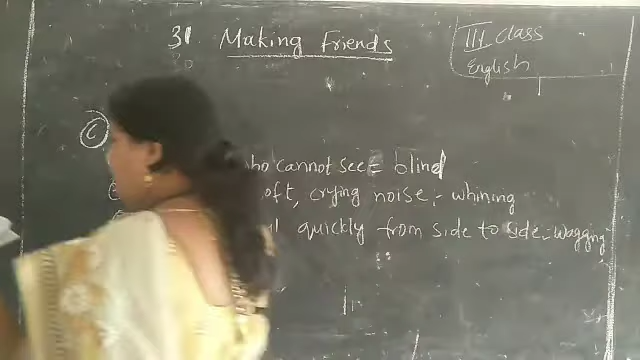 31 Making Friends
III Class
English
C
who cannot see = blind
oft, crying noise :- whining
quickly from side to side :- wagging